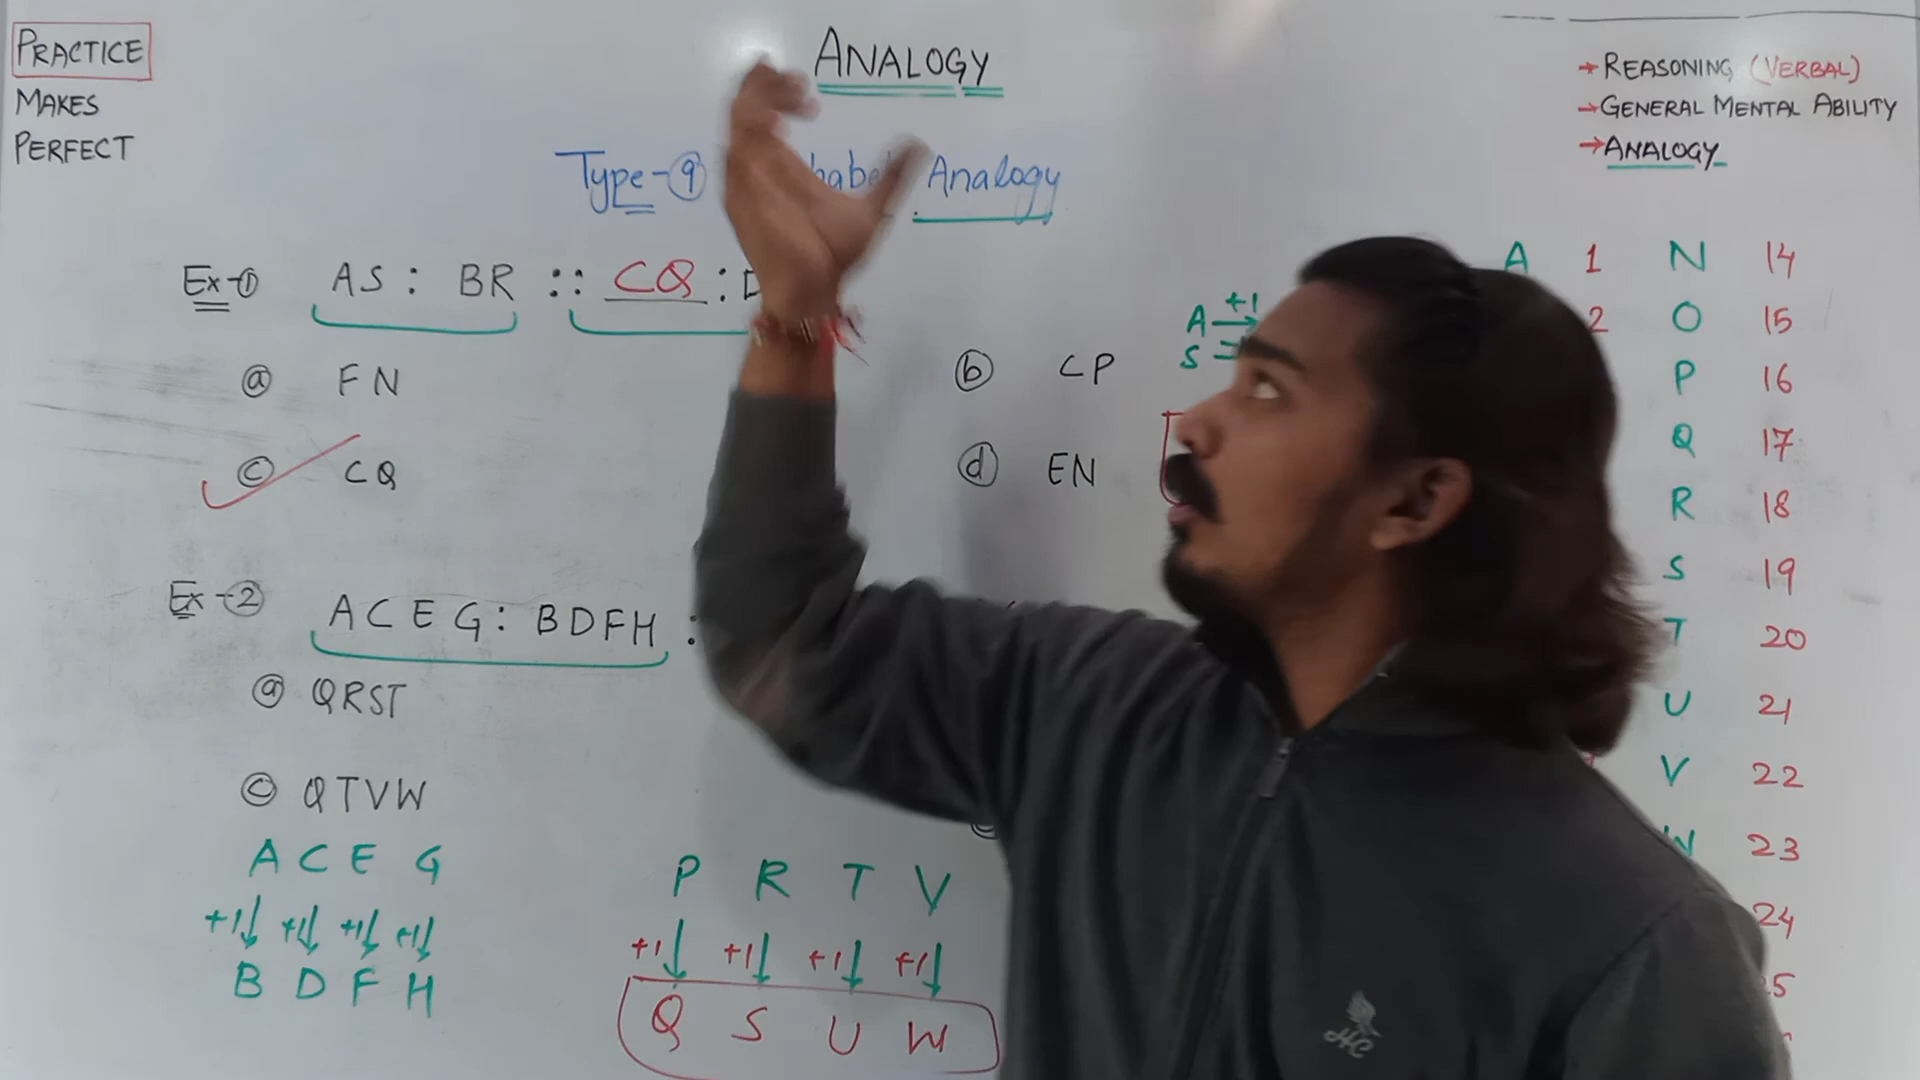 PRACTICE
MAKES
PERFECT
ANALOGY
Type-9 Analogy
→ REASONING (VERBAL)
→ GENERAL MENTAL ABILITY
→ ANALOGY
Ex-① AS : BR :: CQ :
ⓐ FN
ⓑ CP
ⓒ CQ
ⓓ EN
A +1→
S
Ex-② ACEG : BDFH :
ⓐ QRST
ⓒ QTVW
A C E G
+1↓ +1↓ +1↓ +1↓
B D F H
P R T V
+1↓ +1↓ +1↓ +1↓
Q S U W
A 1 N 14
2 O 15
P 16
Q 17
R 18
S 19
T 20
U 21
V 22
W 23
24
HC